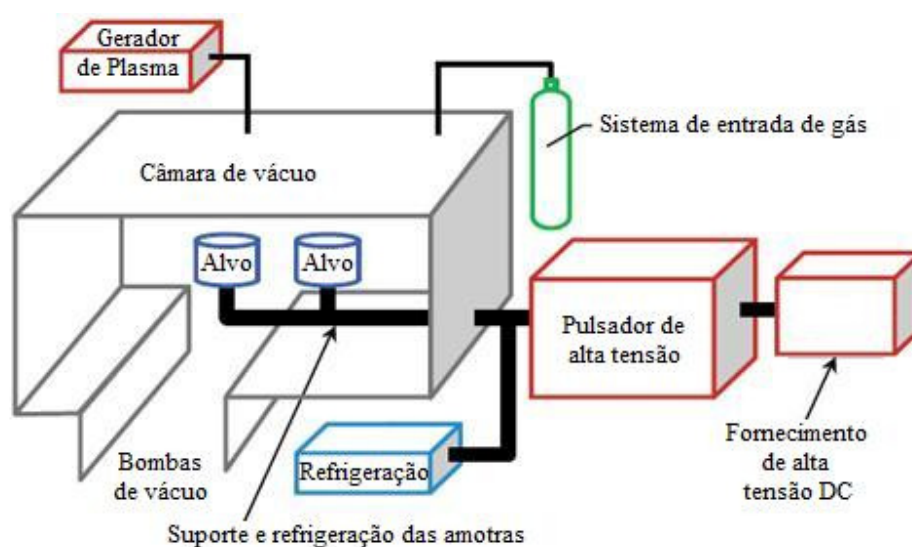 Gerador
de Plasma
Sistema de entrada de gás
Câmara de vácuo
Alvo
Alvo
Pulsador de
alta tensão
Fornecimento
de alta
tensão DC
Bombas
de vácuo
Refrigeração
Suporte e refrigeração das amotras